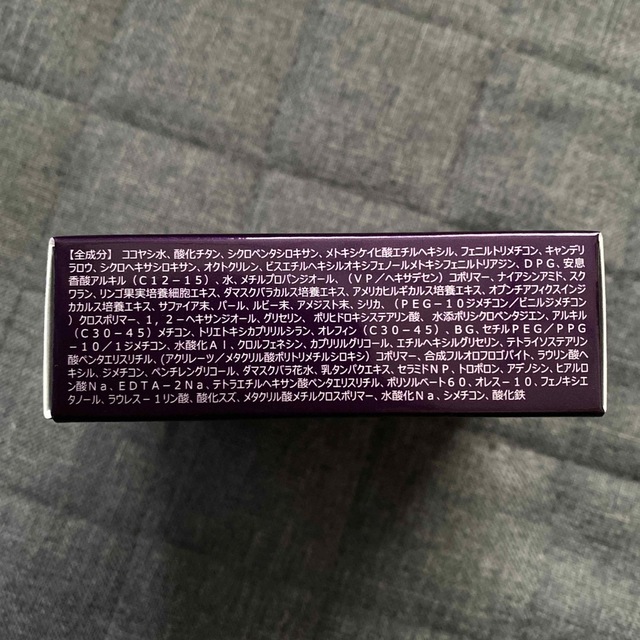 【全成分】 ココヤシ水、酸化チタン、シクロペンタシロキサン、メトキシケイヒ酸エチルヘキシル、フェニルトリメチコン、キャンデリ
ラロウ、シクロヘキサシロキサン、オクトクリレン、ビスエチルヘキシルオキシフェノールメトキシフェニルトリアジン、DPG、安息
香酸アルキル(C12-15)、水、メチルプロパンジオール、(VP/ヘキサデセン)コポリマー、ナイアシンアミド、スク
ワラン、リンゴ果実培養細胞エキス、ダマスクバラカルス培養エキス、アメリカヒルギカルス培養エキス、オプンチアフィクスインジ
カカルス培養エキス、サファイア末、パール、ルビー末、アメジスト末、シリカ、(PEG-10ジメチコン/ビニルジメチコ
ン)クロスポリマー、1,2-ヘキサンジオール、グリセリン、ポリヒドロキシステアリン酸、水添ポリシクロペンタジエン、アルキル
(C30-45)メチコン、トリエトキシカプリリルシラン、オレフィン(C30-45)、BG、セチルPEG/PPG
-10/1ジメチコン、水酸化Al、クロルフェネシン、カプリリルグリコール、エチルヘキシルグリセリン、テトライソステアリン
酸ペンタエリスリチル、(アクリレーツ/メタクリル酸ポリトリメチルシロキシ)コポリマー、合成フルオロフロゴパイト、ラウリン酸ヘ
キシル、ジメチコン、ペンチレングリコール、ダマスクバラ花水、乳タンパクエキス、セラミドNP、トロポロン、アデノシン、ヒアルロ
ン酸Na、EDTA-2Na、テトラエチルヘキサン酸ペンタエリスリチル、ポリソルベート60、オレス-10、フェノキシエ
タノール、ラウレス-1リン酸、酸化スズ、メタクリル酸メチルクロスポリマー、水酸化Na、シメチコン、酸化鉄